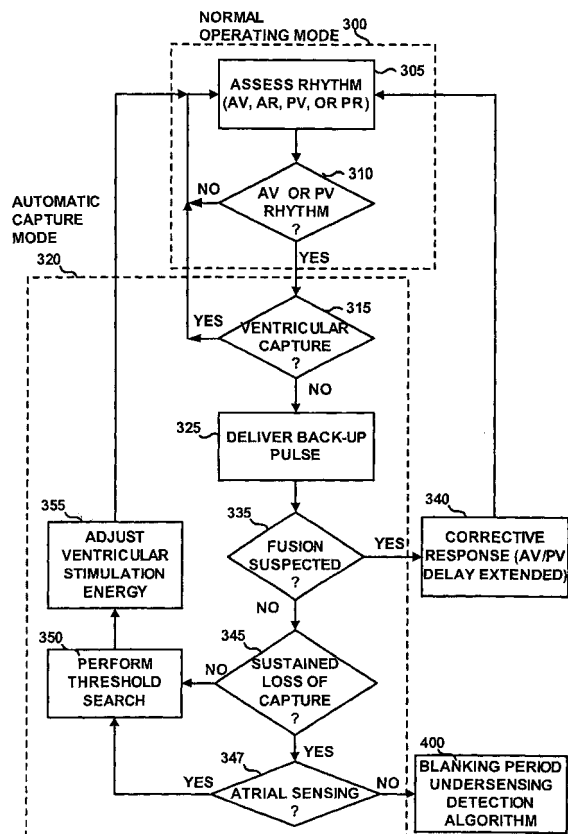 NORMAL
OPERATING MODE
300
ASSESS RHYTHM
(AV, AR, PV, OR PR)
305
310
NO
AV OR PV
RHYTHM
?
AUTOMATIC
CAPTURE
MODE
320
YES
315
YES
VENTRICULAR
CAPTURE
?
NO
325
DELIVER BACK-UP
PULSE
355
ADJUST
VENTRICULAR
STIMULATION
ENERGY
335
FUSION
SUSPECTED
?
YES
340
CORRECTIVE
RESPONSE (AV/PV
DELAY EXTENDED)
NO
350
PERFORM
THRESHOLD
SEARCH
345
NO
SUSTAINED
LOSS OF
CAPTURE
?
YES
347
YES
ATRIAL SENSING
?
NO
400
BLANKING PERIOD
UNDERSENSING
DETECTION
ALGORITHM